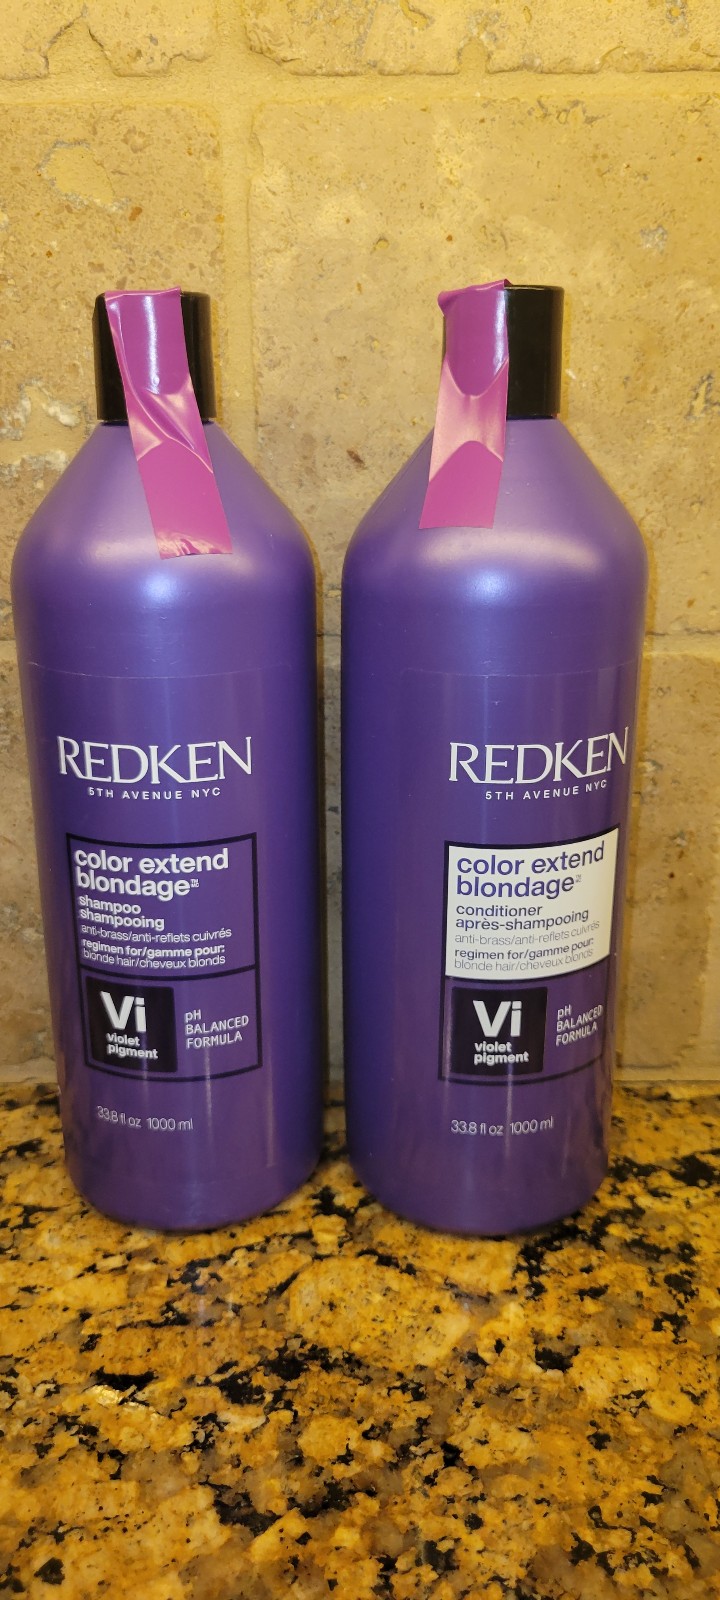 REDKEN
5TH AVENUE NYC
color extend
blondage™
shampoo
shampooing
anti-brass/anti-reflets cuivrés
regimen for/gamme pour:
blonde hair/cheveux blonds
Vi
violet
pigment
pH
BALANCED
FORMULA
33.8 fl oz 1000 ml
REDKEN
5TH AVENUE NYC
color extend
blondage™
conditioner
après-shampooing
anti-brass/anti-reflets cuivrés
regimen for/gamme pour:
blonde hair/cheveux blonds
Vi
violet
pigment
pH
BALANCED
FORMULA
33.8 fl oz 1000 ml